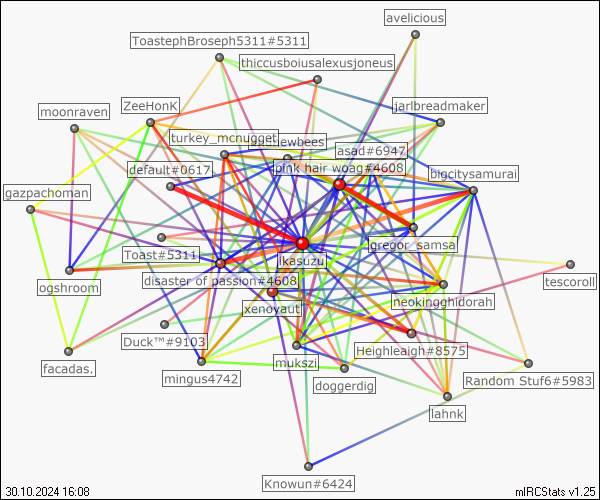 avelicious
ToastephBroseph5311#5311
thiccusboiusalexusjoneus
moonraven
ZeeHonK
jarlbreadmaker
turkey_mcnugget
ewbees
asad#6947
default#0617
pink hair woag#4608
bigcitysamurai
gazpachoman
gregor_samsa
Toast#5311
ikasuzu
ogshroom
disaster of passion#4608
tescoroll
xenoyaut
neokingghidorah
Duck™#9103
mukszi
Heighleigh#8575
facadas.
mingus4742
doggerdig
Random Stuf6#5983
lahnk
Knowun#6424
30.10.2024 16:08
mIRCStats v1.25